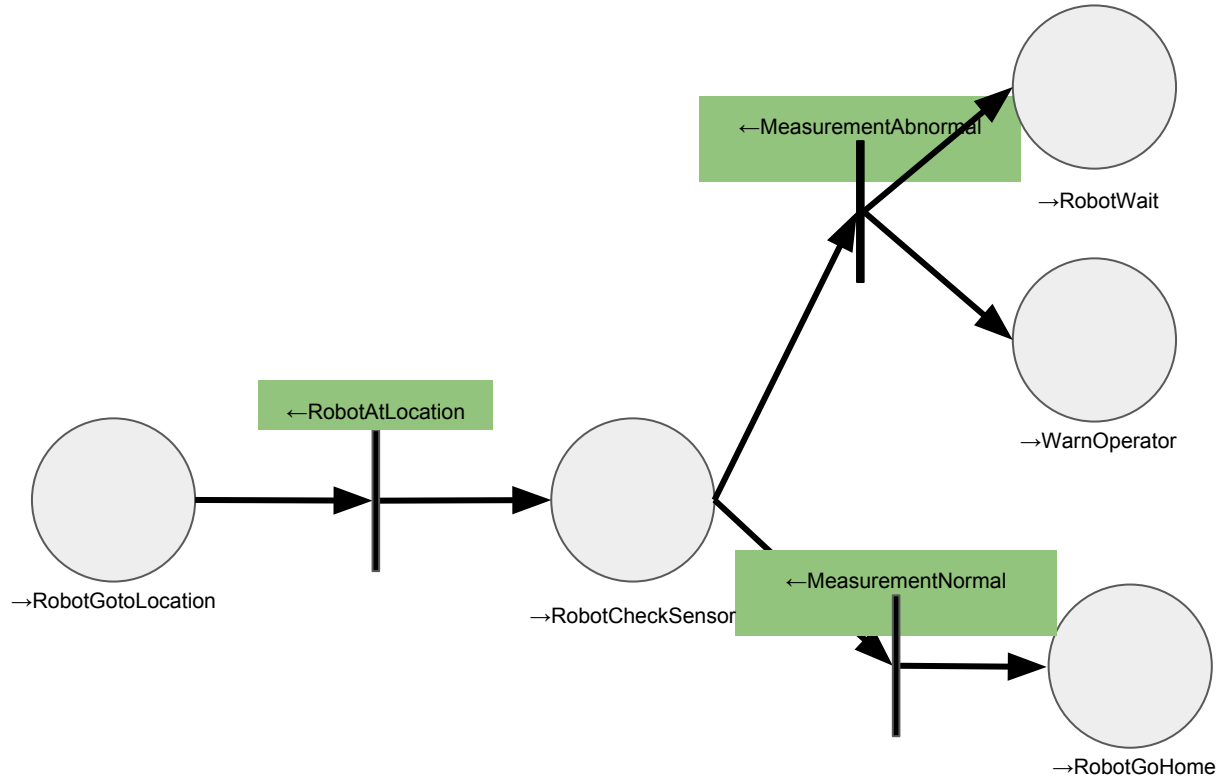 ←MeasurementAbnormal
→RobotWait
←RobotAtLocation
→WarnOperator
→RobotGotoLocation
→RobotCheckSensor
←MeasurementNormal
→RobotGoHome